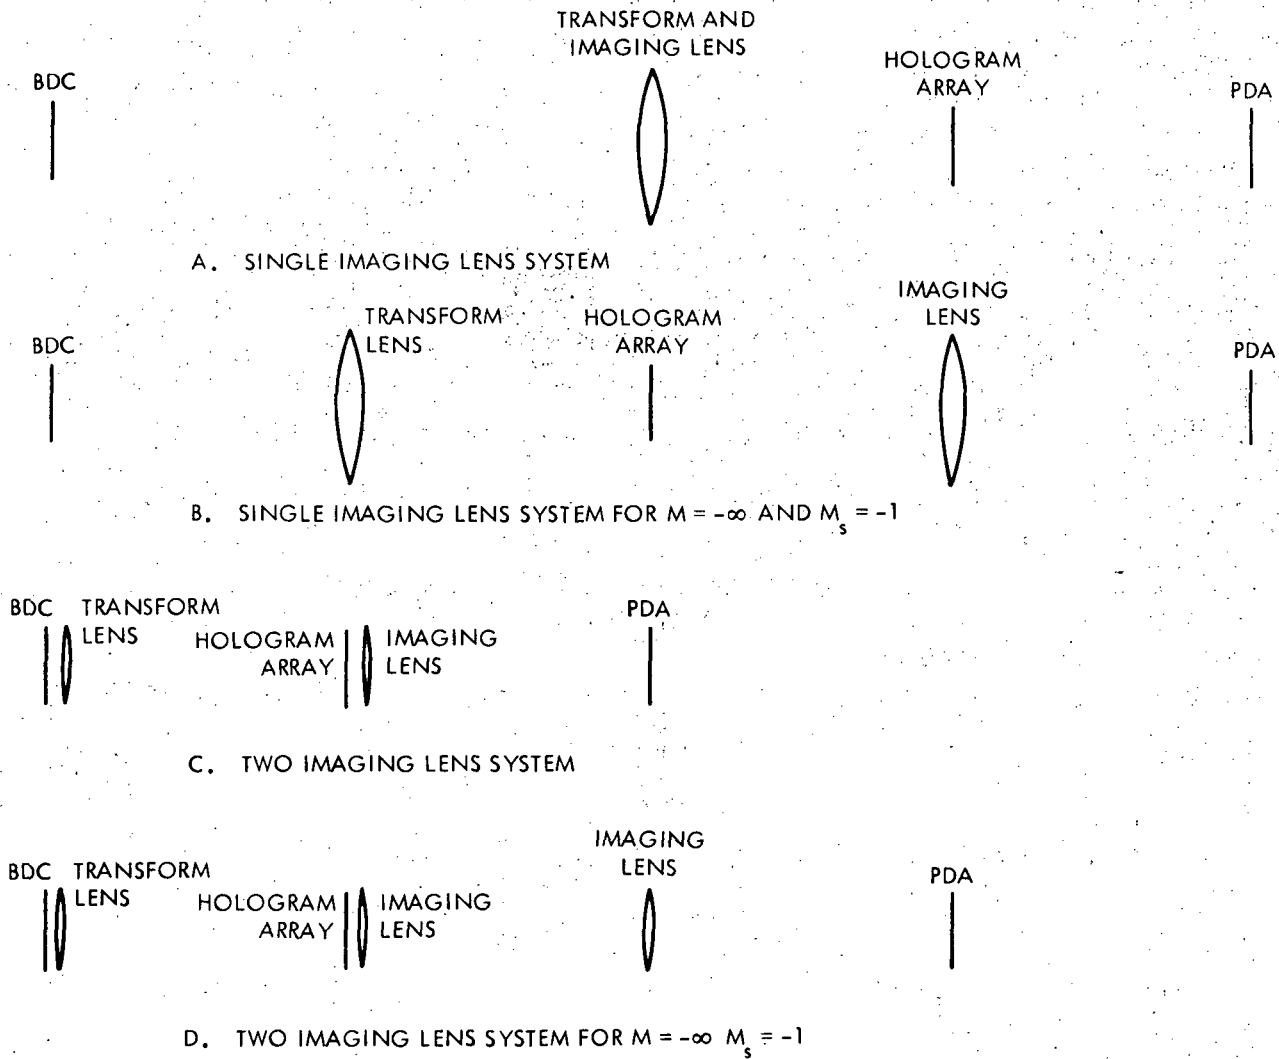 TRANSFORM AND
IMAGING LENS
BDC
HOLOGRAM
ARRAY
PDA
A. SINGLE IMAGING LENS SYSTEM
BDC
TRANSFORM
LENS
HOLOGRAM
ARRAY
IMAGING
LENS
PDA
B. SINGLE IMAGING LENS SYSTEM FOR M = -∞ AND Ms = -1
BDC
TRANSFORM
LENS
HOLOGRAM
ARRAY
IMAGING
LENS
PDA
C. TWO IMAGING LENS SYSTEM
BDC
TRANSFORM
LENS
HOLOGRAM
ARRAY
IMAGING
LENS
IMAGING
LENS
PDA
D. TWO IMAGING LENS SYSTEM FOR M = -∞ Ms = -1